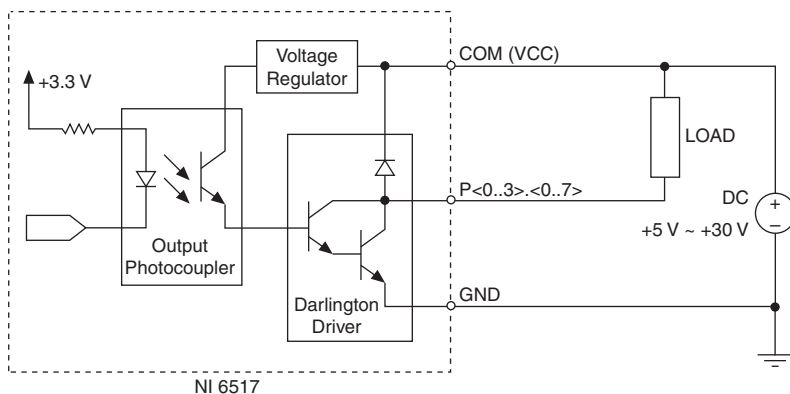 Voltage
Regulator
COM (VCC)
+3.3 V
LOAD
P<0..3>.<0..7>
DC
+
−
+5 V ~ +30 V
Output
Photocoupler
GND
Darlington
Driver
NI 6517